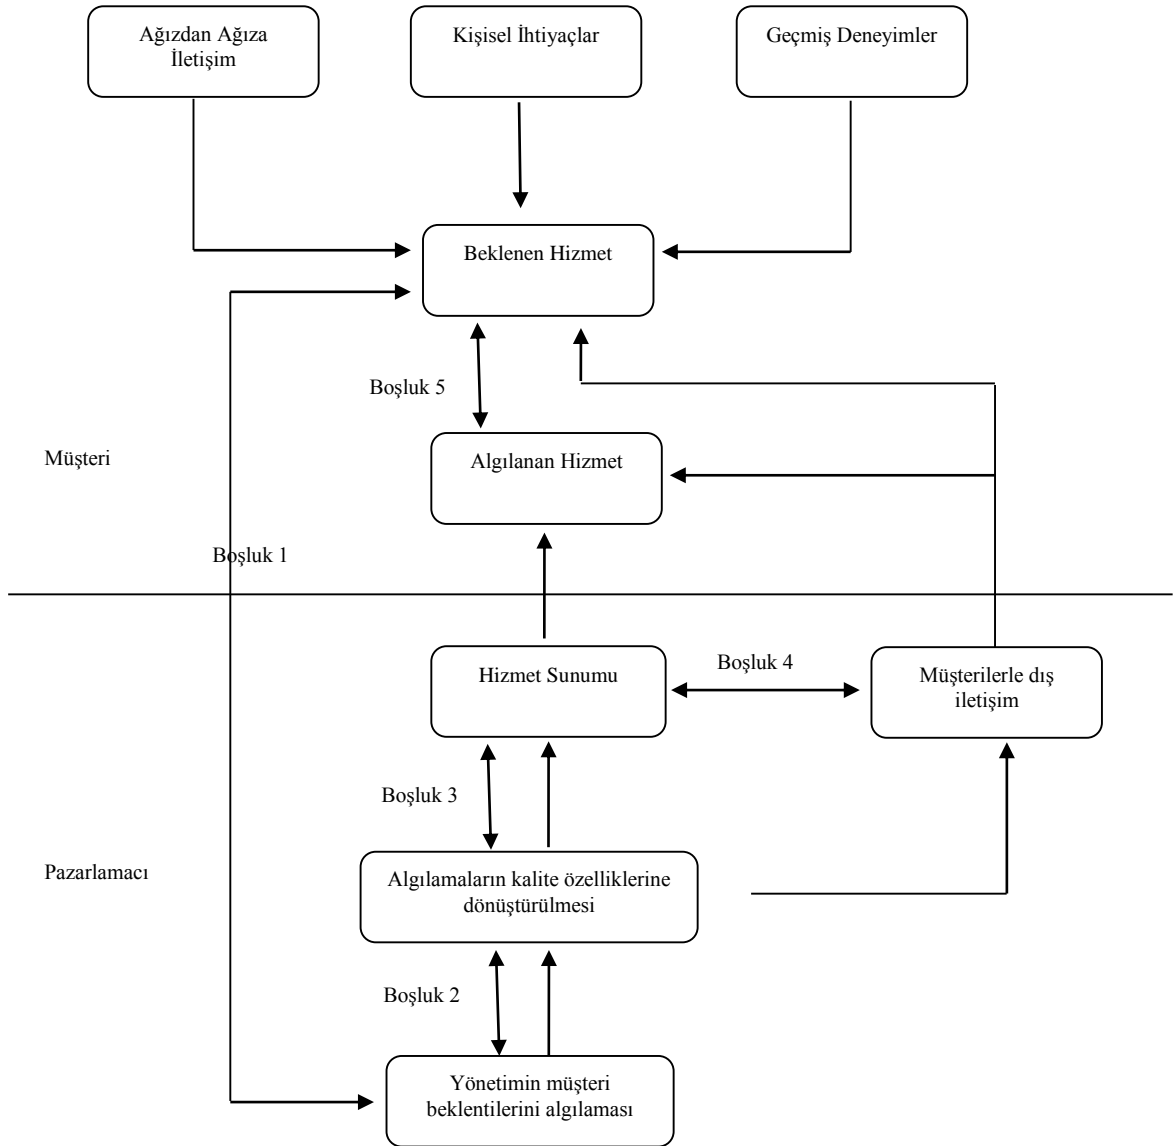 Ağızdan Ağıza
İletişim
Kişisel İhtiyaçlar
Geçmiş Deneyimler
Beklenen Hizmet
Boşluk 5
Müşteri
Algılanan Hizmet
Boşluk 1
Hizmet Sunumu
Boşluk 4
Müşterilerle dış
iletişim
Boşluk 3
Pazarlamacı
Algılamaların kalite özelliklerine
dönüştürülmesi
Boşluk 2
Yönetimin müşteri
beklentilerini algılaması